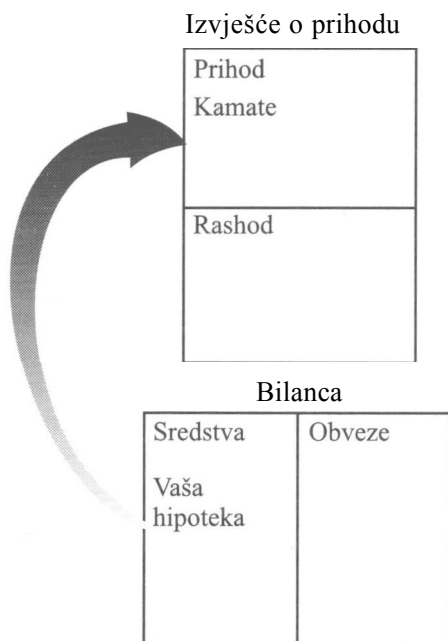 Izvješće o prihodu
Prihod
Kamate
Rashod
Bilanca
Sredstva
Obveze
Vaša
hipoteka